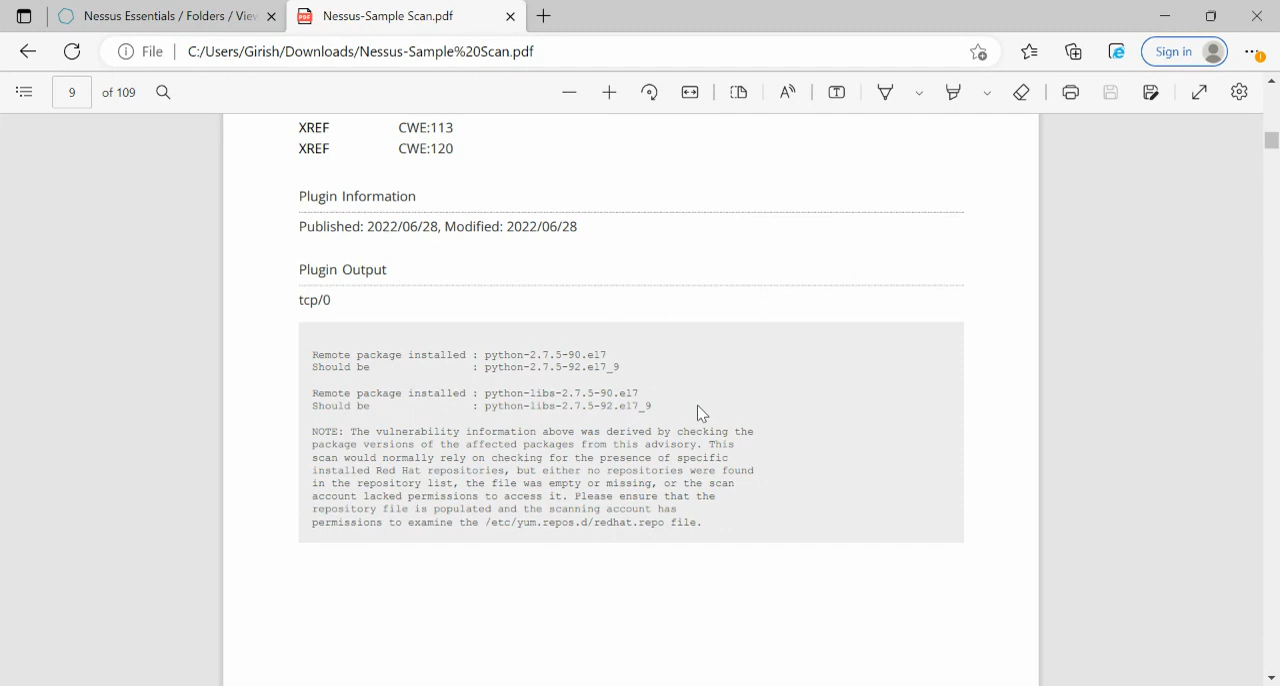 Nessus Essentials / Folders / View
Nessus-Sample Scan.pdf
File
C:/Users/Girish/Downloads/Nessus-Sample%20Scan.pdf
Sign in
9 of 109
XREF CWE:113
XREF CWE:120
Plugin Information
Published: 2022/06/28, Modified: 2022/06/28
Plugin Output
tcp/0
Remote package installed : python-2.7.5-90.el7
Should be : python-2.7.5-92.el7_9
Remote package installed : python-libs-2.7.5-90.el7
Should be : python-libs-2.7.5-92.el7_9
NOTE: The vulnerability information above was derived by checking the
package versions of the affected packages from this advisory. This
scan would normally rely on checking for the presence of specific
installed Red Hat repositories, but either no repositories were found
in the repository list, the file was empty or missing, or the scan
account lacked permissions to access it. Please ensure that the
repository file is populated and the scanning account has
permissions to examine the /etc/yum.repos.d/redhat.repo file.